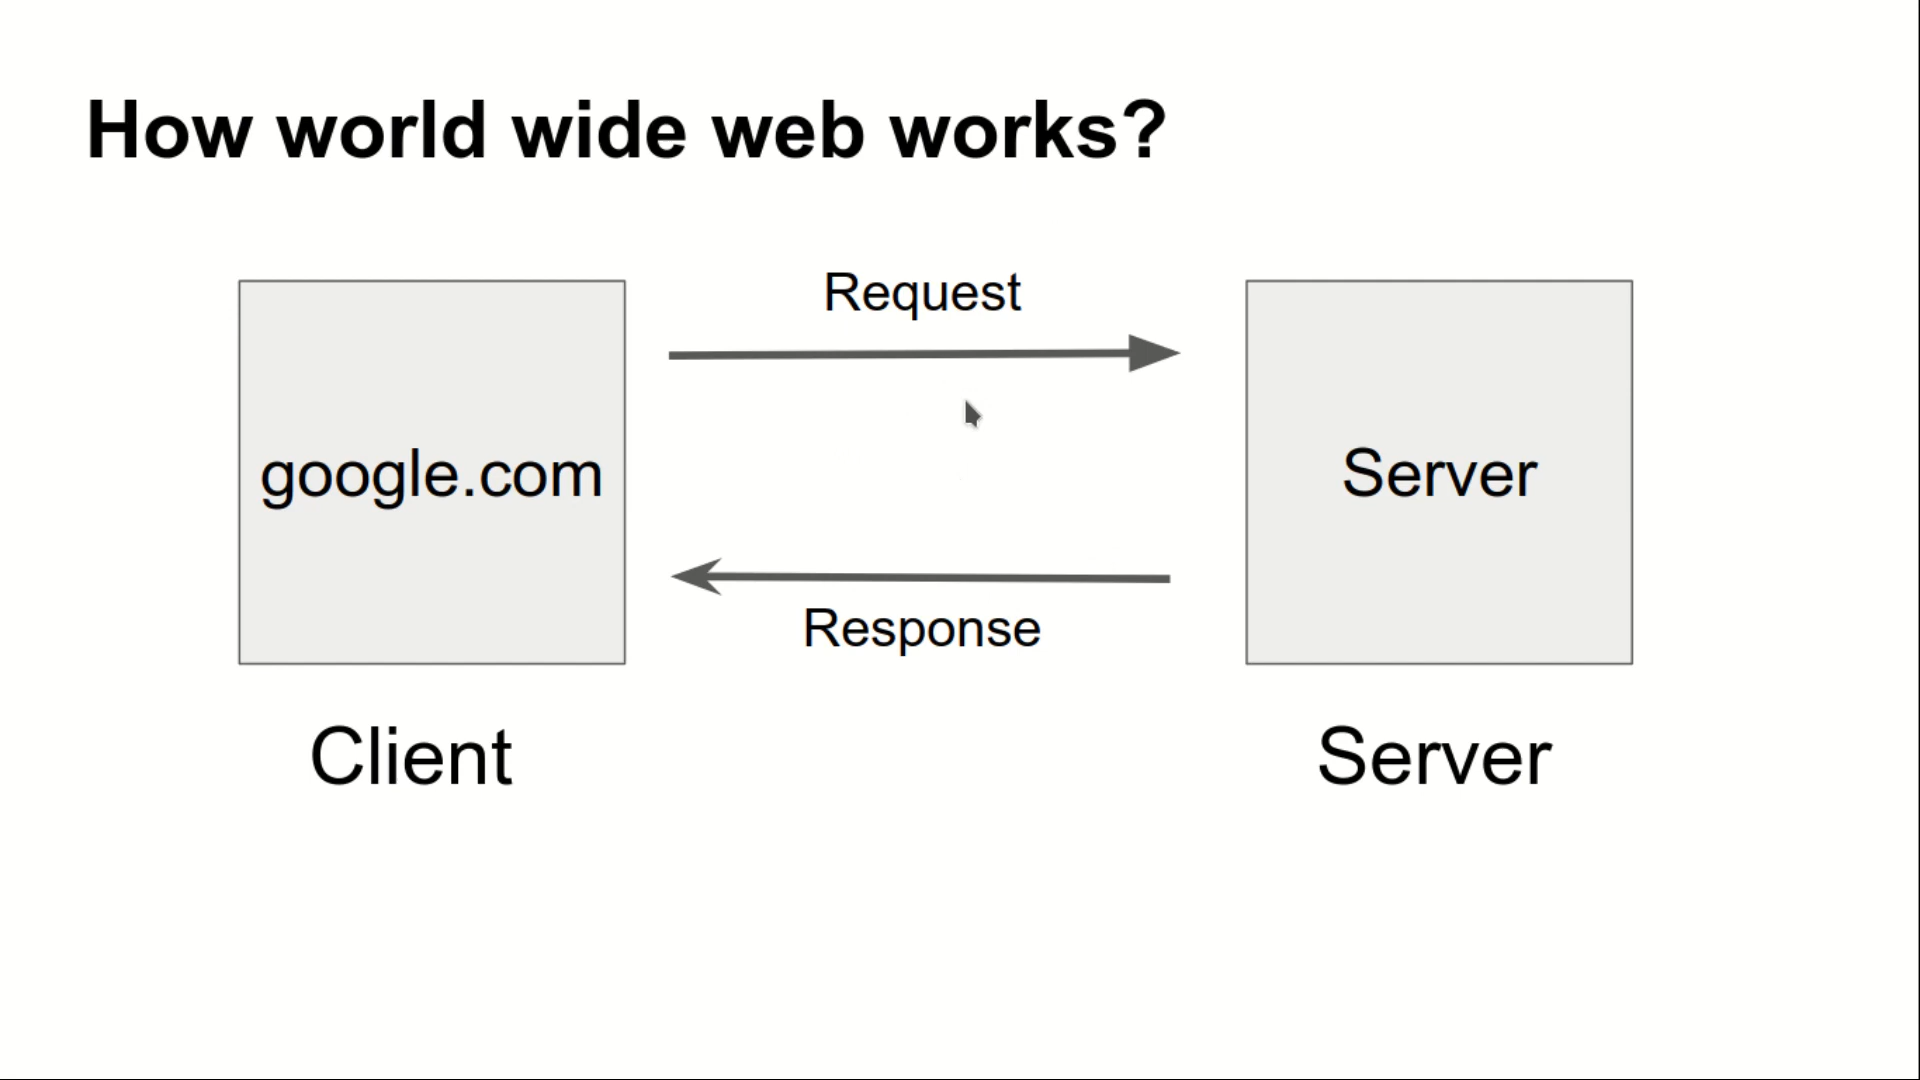 How world wide web works?
Request
google.com
Server
Response
Client
Server